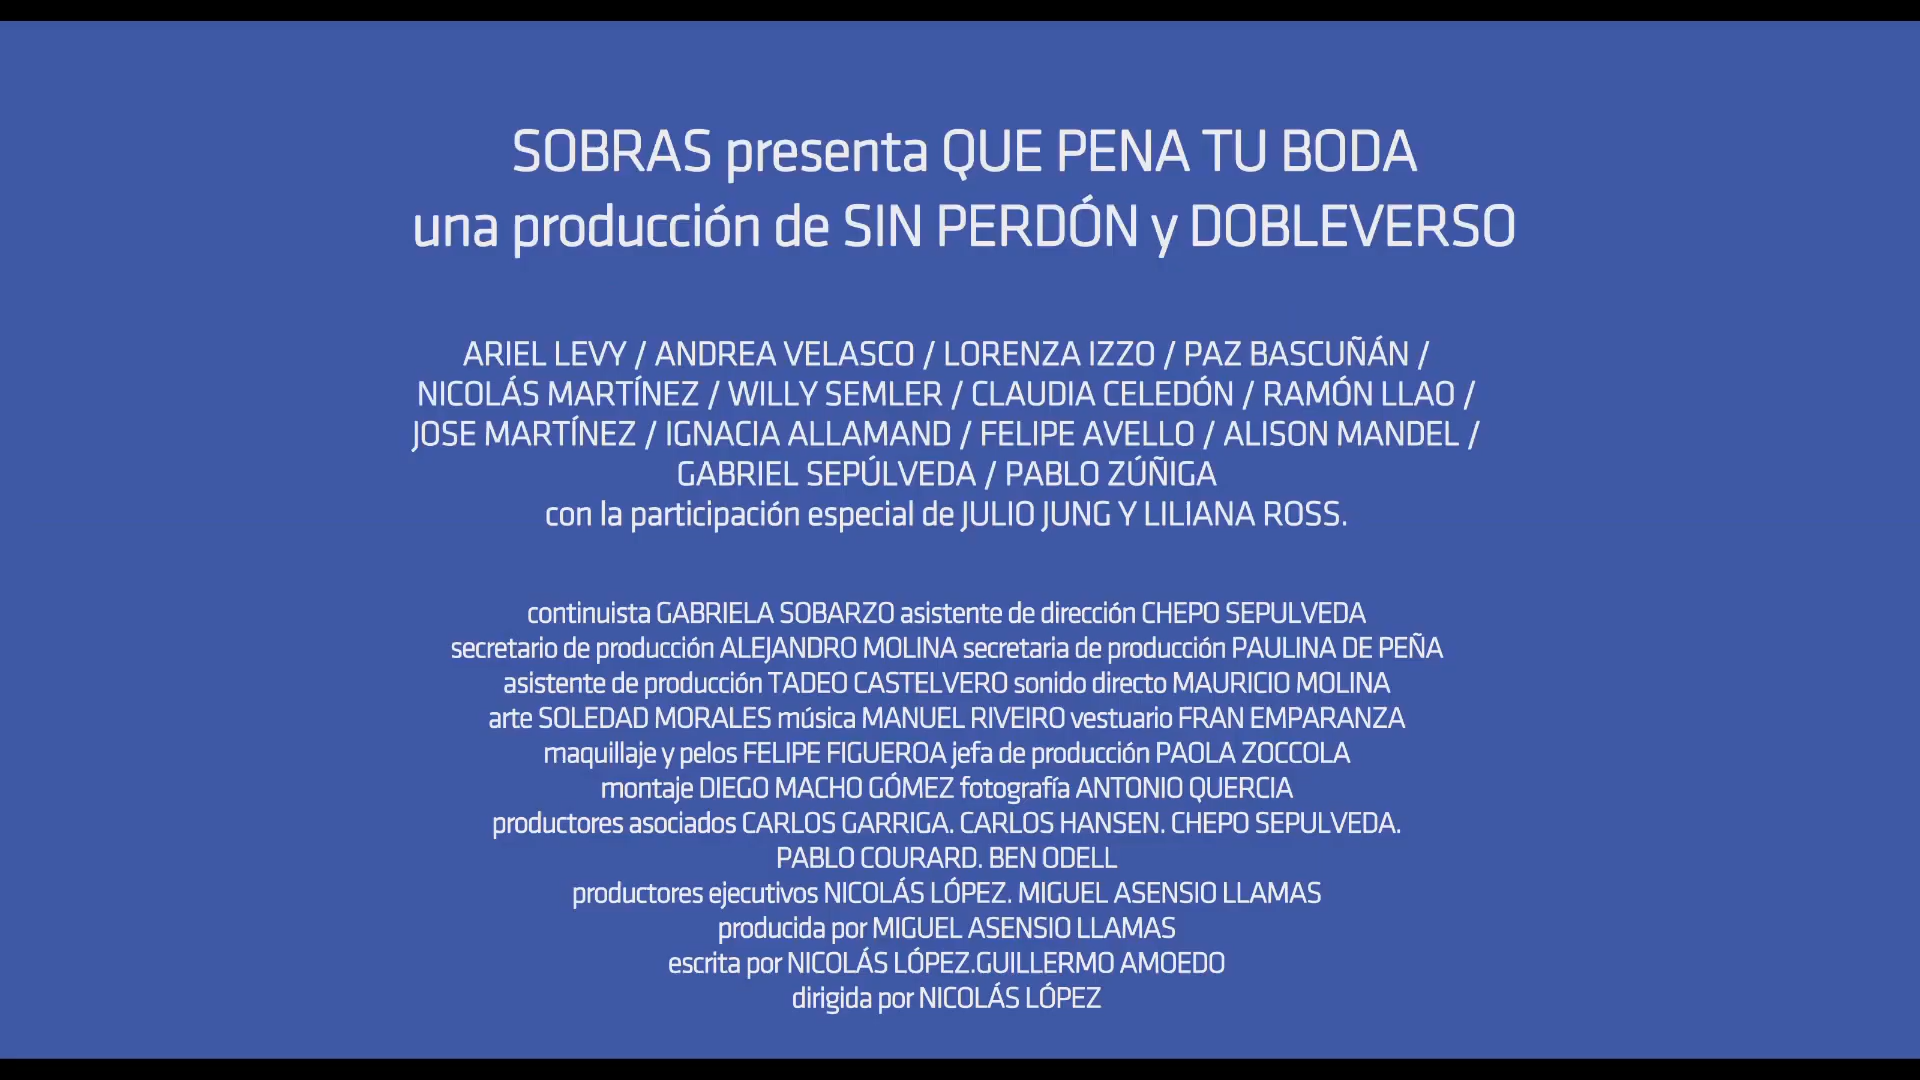 SOBRAS presenta QUE PENA TU BODA
una producción de SIN PERDÓN y DOBLEVERSO
ARIEL LEVY / ANDREA VELASCO / LORENZA IZZO / PAZ BASCUÑÁN /
NICOLÁS MARTÍNEZ / WILLY SEMLER / CLAUDIA CELEDÓN / RAMÓN LLAO /
JOSE MARTÍNEZ / IGNACIA ALLAMAND / FELIPE AVELLO / ALISON MANDEL /
GABRIEL SEPÚLVEDA / PABLO ZÚÑIGA
con la participación especial de JULIO JUNG Y LILIANA ROSS.
continuista GABRIELA SOBARZO asistente de dirección CHEPO SEPULVEDA
secretario de producción ALEJANDRO MOLINA secretaria de producción PAULINA DE PEÑA
asistente de producción TADEO CASTELVERO sonido directo MAURICIO MOLINA
arte SOLEDAD MORALES música MANUEL RIVEIRO vestuario FRAN EMPARANZA
maquillaje y pelos FELIPE FIGUEROA jefa de producción PAOLA ZOCCOLA
montaje DIEGO MACHO GÓMEZ fotografía ANTONIO QUERCIA
productores asociados CARLOS GARRIGA. CARLOS HANSEN. CHEPO SEPULVEDA.
PABLO COURARD. BEN ODELL
productores ejecutivos NICOLÁS LÓPEZ. MIGUEL ASENSIO LLAMAS
producida por MIGUEL ASENSIO LLAMAS
escrita por NICOLÁS LÓPEZ.GUILLERMO AMOEDO
dirigida por NICOLÁS LÓPEZ